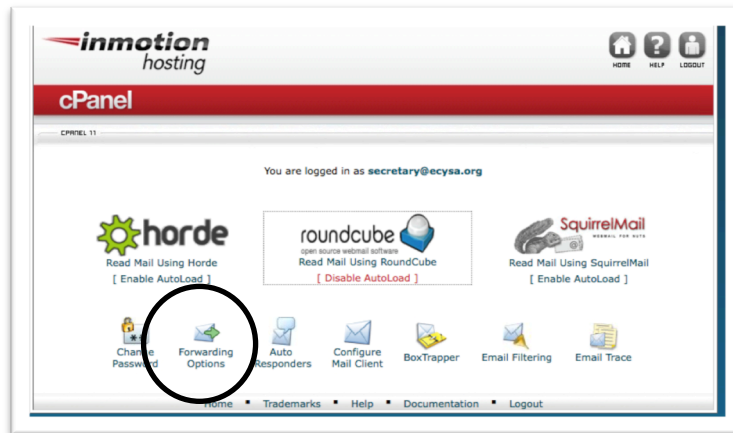 inmotion
hosting
HOME HELP LOGOUT
cPanel
CPANEL 11
You are logged in as secretary@ecysa.org
horde
roundcube
open source webmail software
SquirrelMail
WEBMAIL FOR NUTS
Read Mail Using Horde
[ Enable AutoLoad ]
Read Mail Using RoundCube
[ Disable AutoLoad ]
Read Mail Using SquirrelMail
[ Enable AutoLoad ]
Change
Password
Forwarding
Options
Auto
Responders
Configure
Mail Client
BoxTrapper
Email Filtering
Email Trace
Home ▪ Trademarks ▪ Help ▪ Documentation ▪ Logout